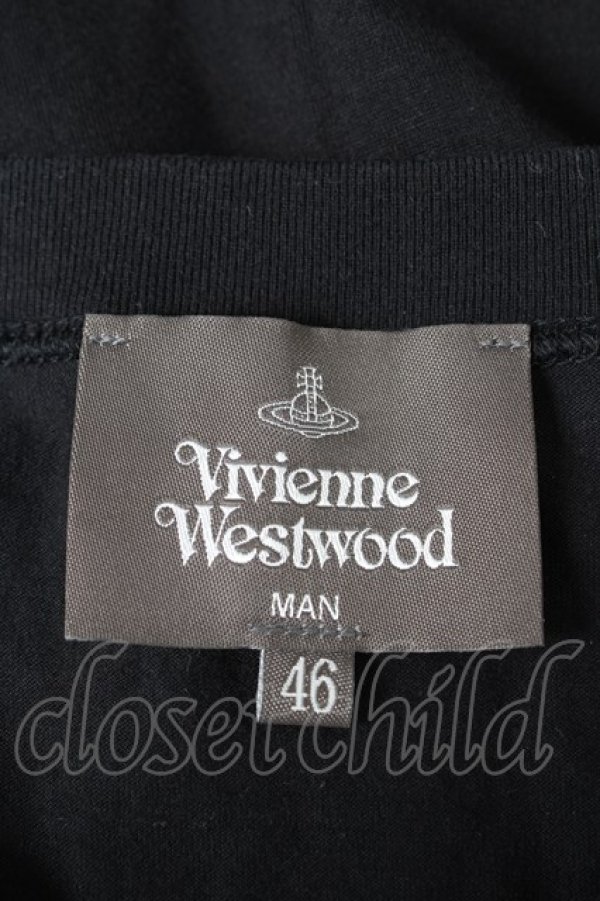 Vivienne
Westwood
MAN
46
closet child